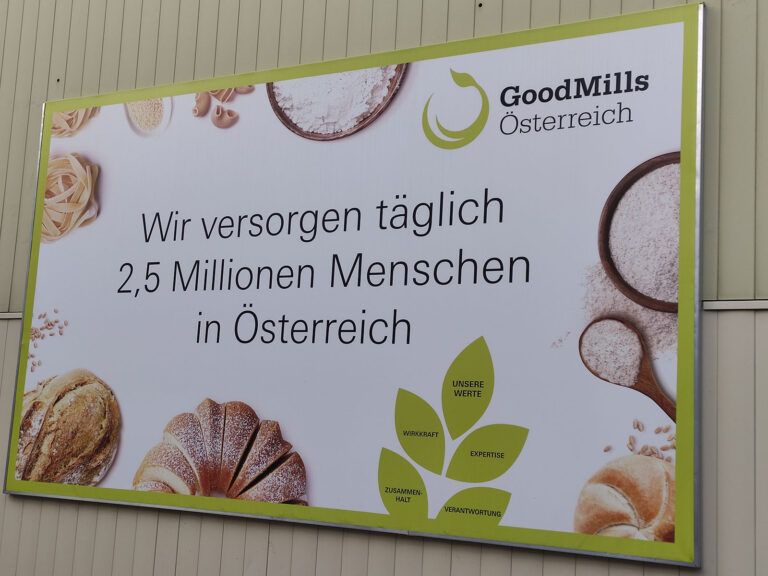 GoodMills
Österreich
Wir versorgen täglich
2,5 Millionen Menschen
in Österreich
UNSERE
WERTE
WIRKKRAFT
EXPERTISE
ZUSAMMEN-
HALT
VERANTWORTUNG